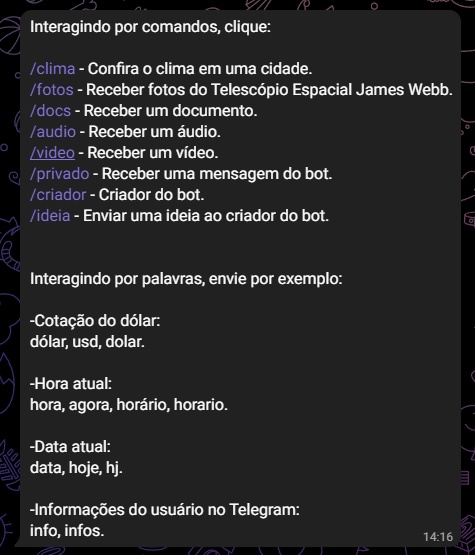 Interagindo por comandos, clique:
/clima - Confira o clima em uma cidade.
/fotos - Receber fotos do Telescópio Espacial James Webb.
/docs - Receber um documento.
/audio - Receber um áudio.
/video - Receber um vídeo.
/privado - Receber uma mensagem do bot.
/criador - Criador do bot.
/ideia - Enviar uma ideia ao criador do bot.
Interagindo por palavras, envie por exemplo:
-Cotação do dólar:
dólar, usd, dolar.
-Hora atual:
hora, agora, horário, horario.
-Data atual:
data, hoje, hj.
-Informações do usuário no Telegram:
info, infos.
14:16